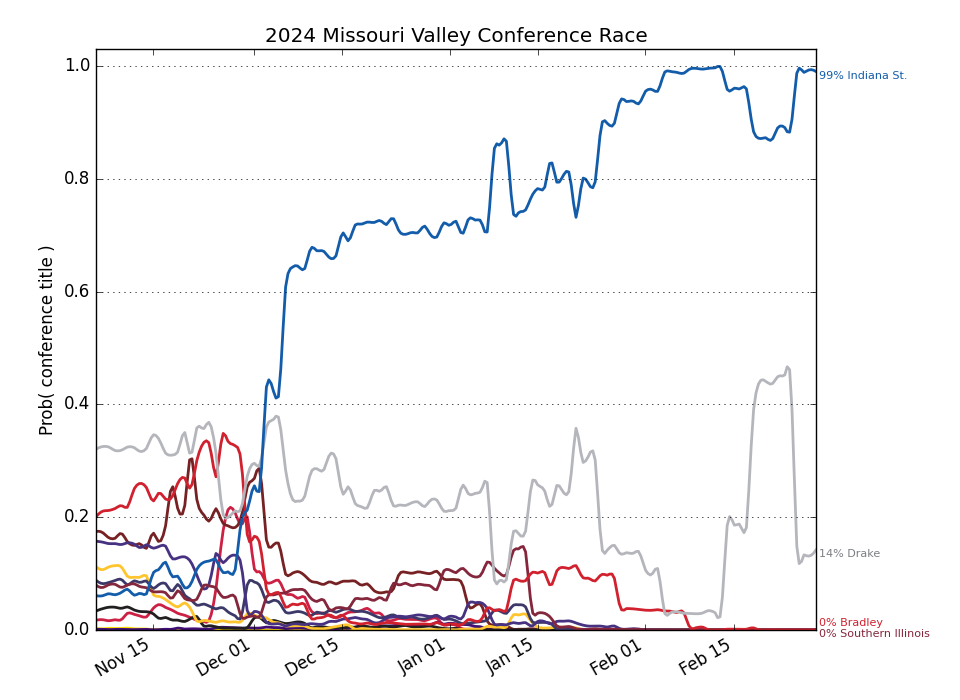 2024 Missouri Valley Conference Race
Prob( conference title )
1.0
0.8
0.6
0.4
0.2
0.0
Nov 15
Dec 01
Dec 15
Jan 01
Jan 15
Feb 01
Feb 15
99% Indiana St.
14% Drake
0% Bradley
0% Southern Illinois